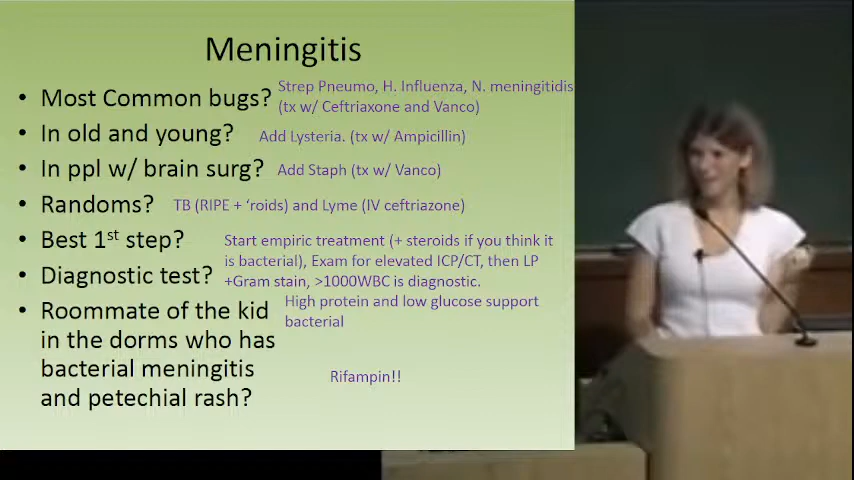 Meningitis
• Most Common bugs?
Strep Pneumo, H. Influenza, N. meningitidis
(tx w/ Ceftriaxone and Vanco)
• In old and young?
Add Lysteria. (tx w/ Ampicillin)
• In ppl w/ brain surg?
Add Staph (tx w/ Vanco)
• Randoms?
TB (RIPE + ‘roids) and Lyme (IV ceftriazone)
• Best 1st step?
Start empiric treatment (+ steroids if you think it
is bacterial), Exam for elevated ICP/CT, then LP
• Diagnostic test?
+Gram stain, >1000WBC is diagnostic.
High protein and low glucose support
bacterial
• Roommate of the kid
in the dorms who has
bacterial meningitis
and petechial rash?
Rifampin!!